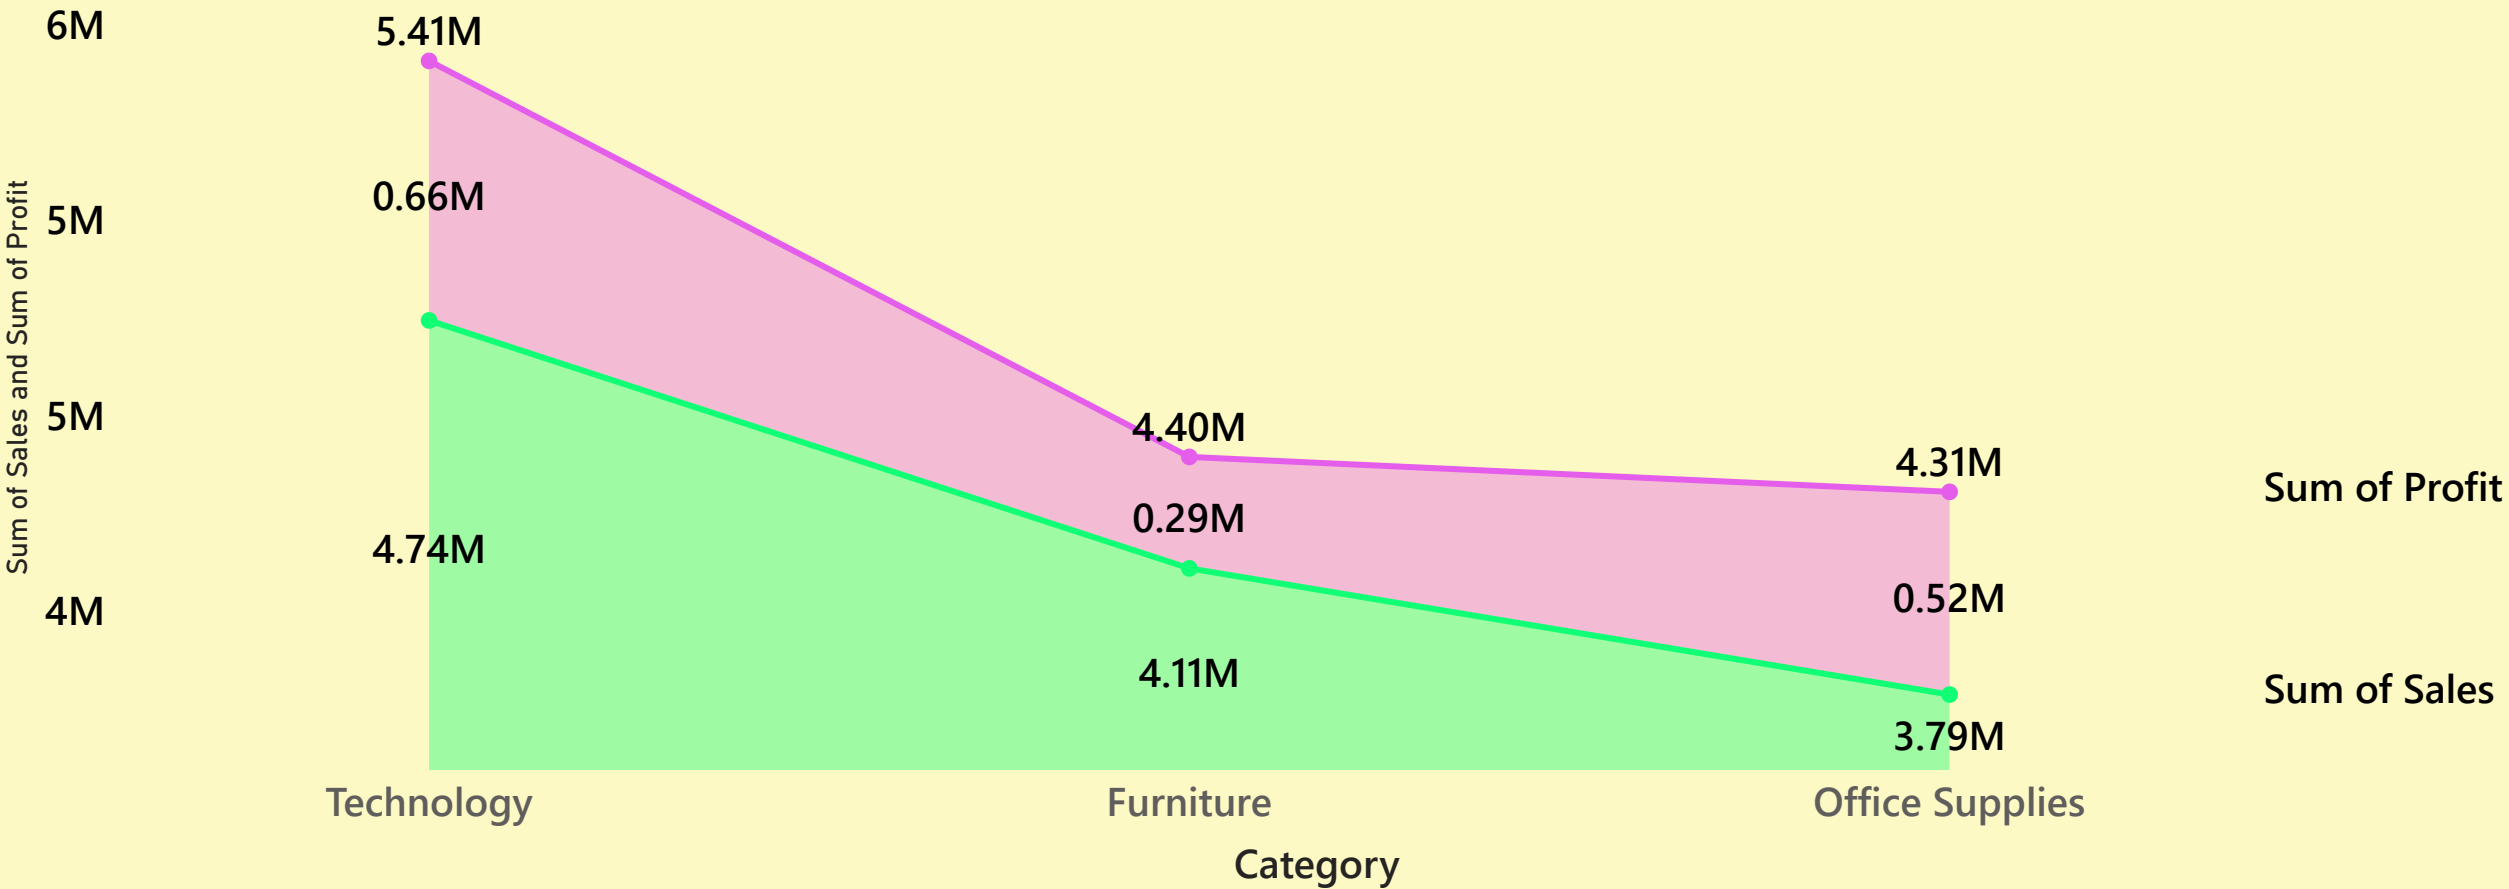 6M
5M
5M
4M
Sum of Sales and Sum of Profit
5.41M
0.66M
4.74M
4.40M
0.29M
4.11M
4.31M
0.52M
3.79M
Sum of Profit
Sum of Sales
Technology
Furniture
Office Supplies
Category